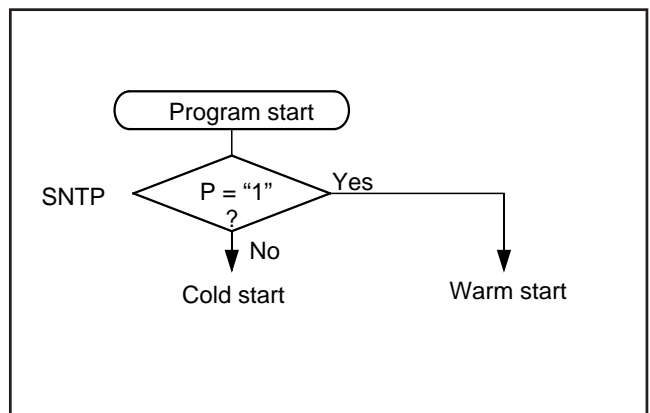 Program start
SNTP
P = “1”
?
Yes
No
Cold start
Warm start